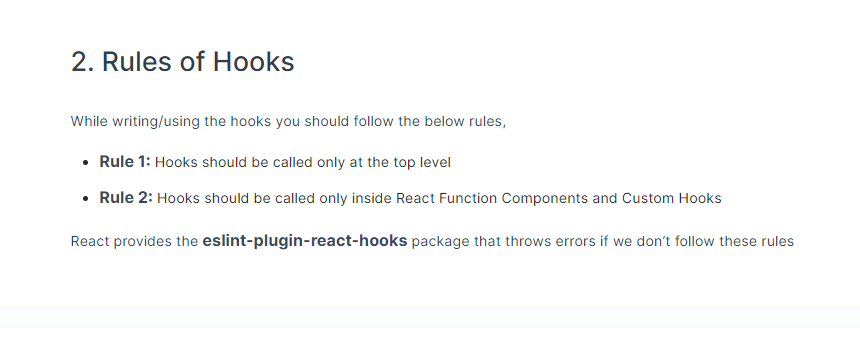 2. Rules of Hooks
While writing/using the hooks you should follow the below rules,
• Rule 1: Hooks should be called only at the top level
• Rule 2: Hooks should be called only inside React Function Components and Custom Hooks
React provides the eslint-plugin-react-hooks package that throws errors if we don’t follow these rules